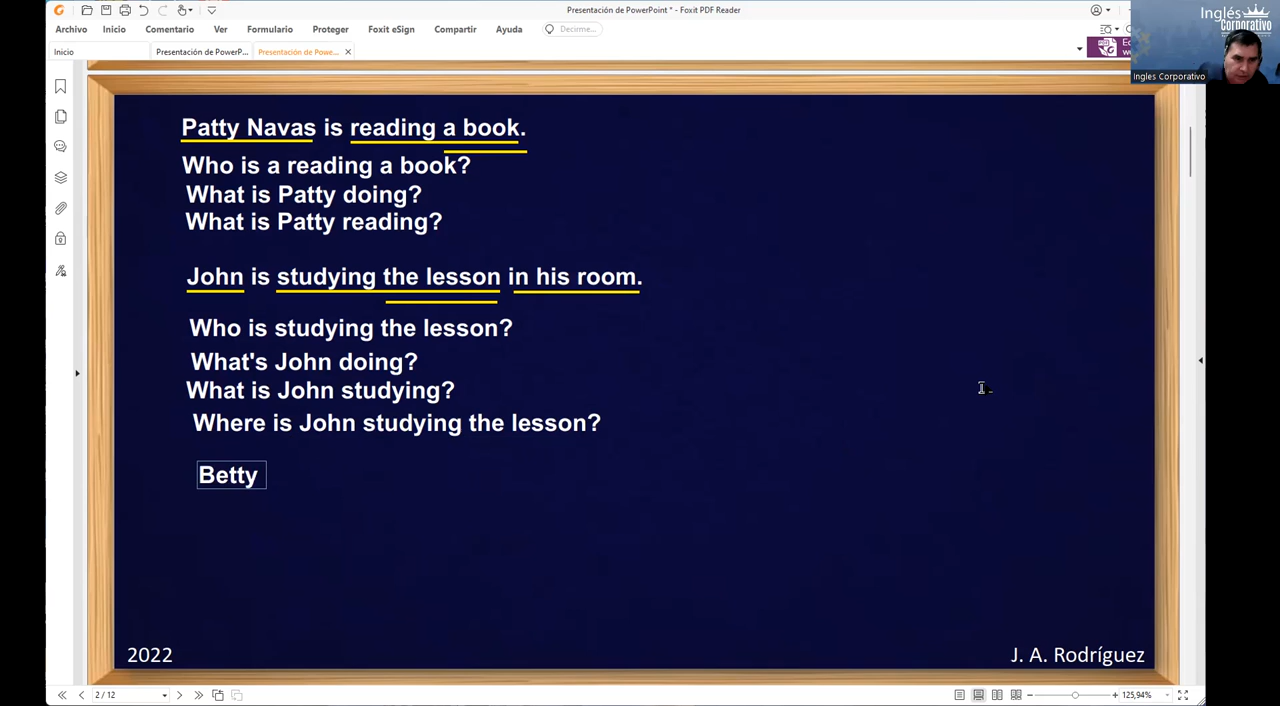 Presentación de PowerPoint * - Foxit PDF Reader
Archivo Inicio Comentario Ver Formulario Proteger Foxit eSign Compartir Ayuda Decirme...
Inicio Presentación de PowerP... Presentación de Powe...
Inglés
Corporativo
Ingles Corporativo
Patty Navas is reading a book.
Who is a reading a book?
What is Patty doing?
What is Patty reading?
John is studying the lesson in his room.
Who is studying the lesson?
What's John doing?
What is John studying?
Where is John studying the lesson?
Betty
2022 J. A. Rodríguez
2 / 12 125,94%